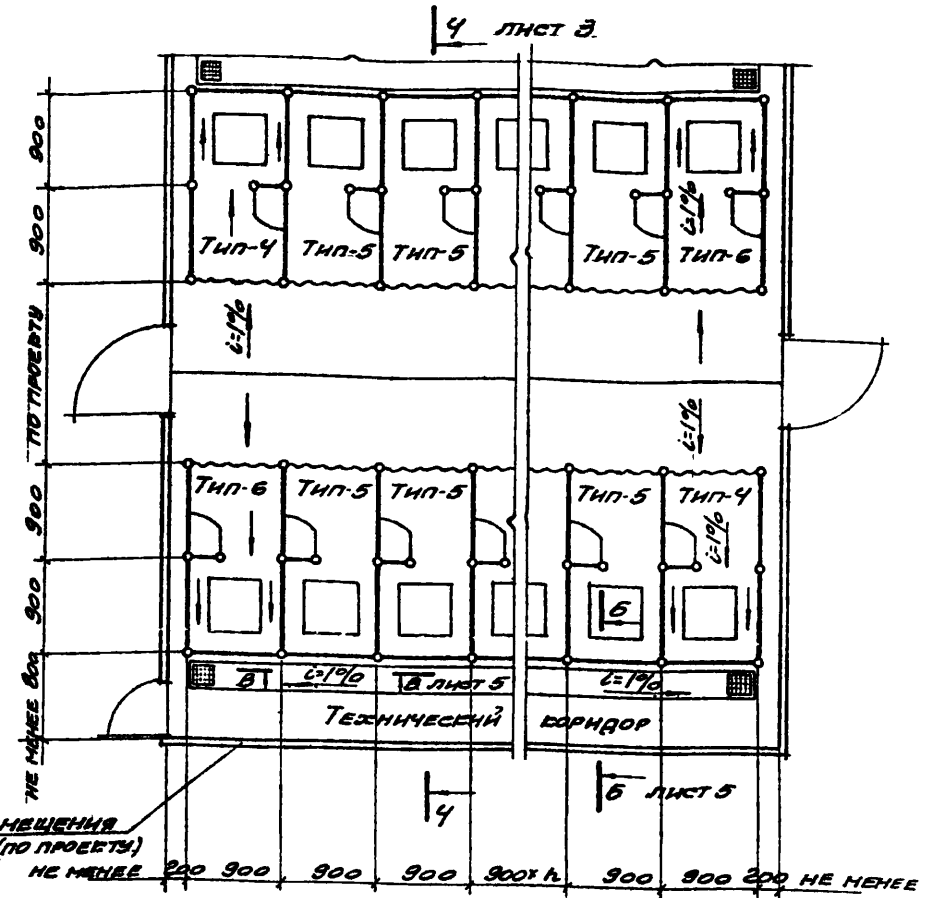 4 лист 3
900
900
по проекту
900
900
не менее 800
Тип-4 Тип-5 Тип-5 Тип-5 Тип-6
i=1%
i=1%
i=1%
Тип-6 Тип-5 Тип-5 Тип-5 Тип-4
i=1%
Б
В i=1% В лист 5 i=1%
Технический коридор
4
Б лист 5
мещения
(по проекту)
не менее 200 900 900 900 900×n 900 900 200 не менее